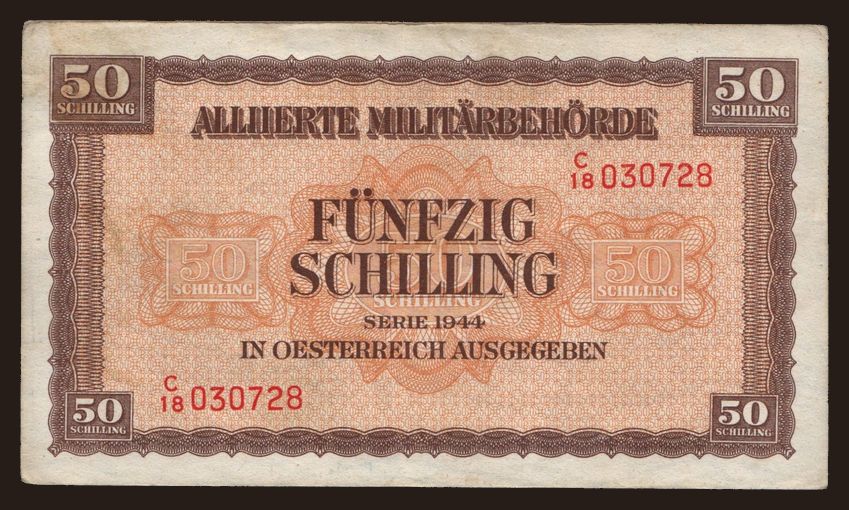 50
SCHILLING
50
SCHILLING
ALLIIERTE MILITÄRBEHÖRDE
C/18 030728
FÜNFZIG
SCHILLING
50
SCHILLING
50
SCHILLING
50
SCHILLING
SERIE 1944
IN OESTERREICH AUSGEGEBEN
C/18 030728
50
SCHILLING
50
SCHILLING